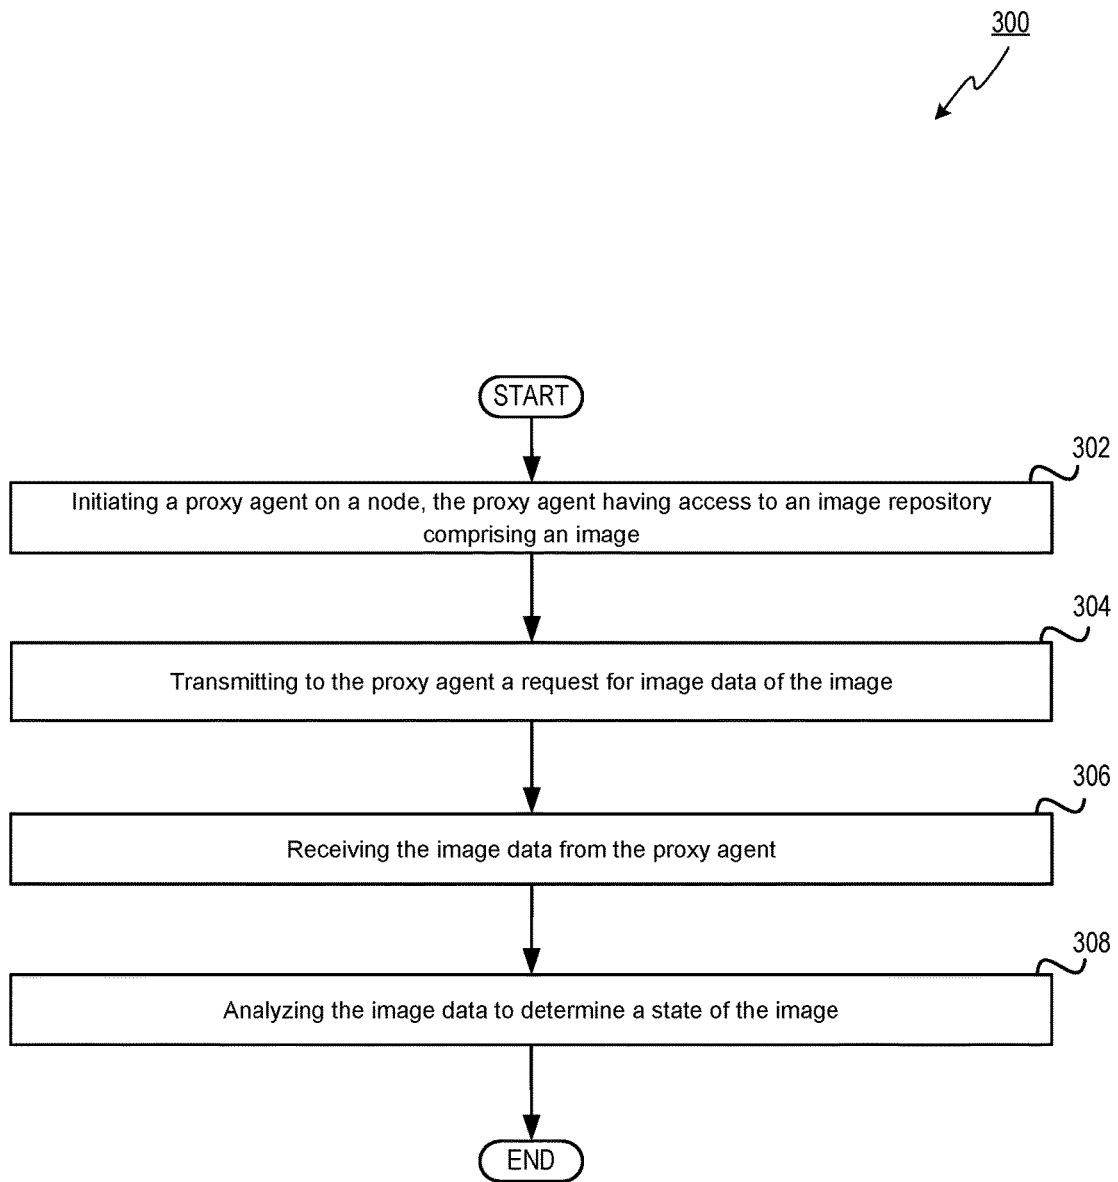 300
START
302
Initiating a proxy agent on a node, the proxy agent having access to an image repository
comprising an image
304
Transmitting to the proxy agent a request for image data of the image
306
Receiving the image data from the proxy agent
308
Analyzing the image data to determine a state of the image
END